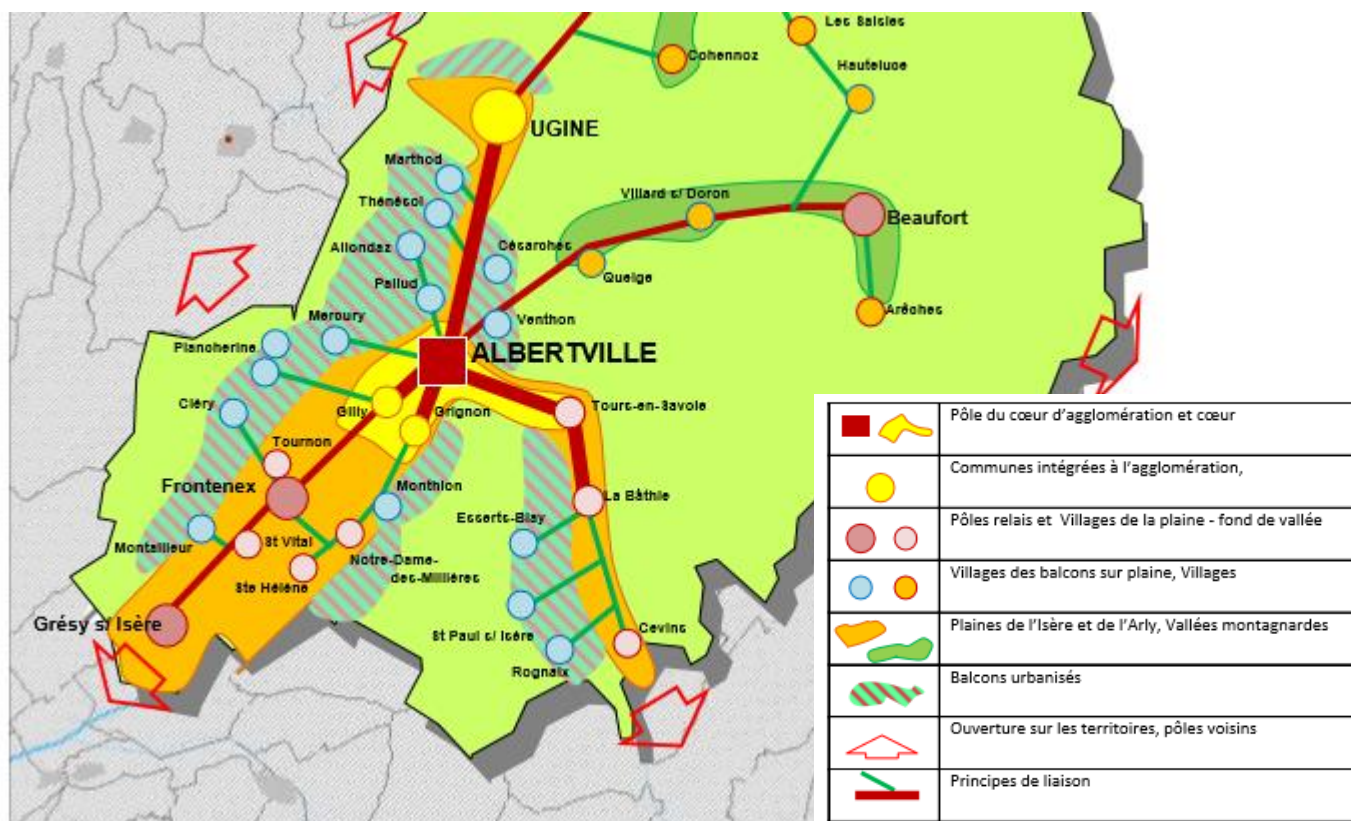 Les Saisies
Cohennoz
Hauteluce
UGINE
Marthod
Villard s/ Doron
Thénésol
Beaufort
Allondaz
Césarches
Queige
Pallud
Arêches
Mercury
Venthon
Plancherine
ALBERTVILLE
Cléry
Gilly
Grignon
Tours-en-Savoie
Tournon
Frontenex
Monthion
La Bâthie
Esserts-Blay
Montailleur
St Vital
Notre-Dame-
des-Millières
Ste Hélène
Grésy s/ Isère
St Paul s/ Isère
Cevins
Rognaix
Pôle du cœur d'agglomération et cœur
Communes intégrées à l'agglomération,
Pôles relais et Villages de la plaine - fond de vallée
Villages des balcons sur plaine, Villages
Plaines de l'Isère et de l'Arly, Vallées montagnardes
Balcons urbanisés
Ouverture sur les territoires, pôles voisins
Principes de liaison